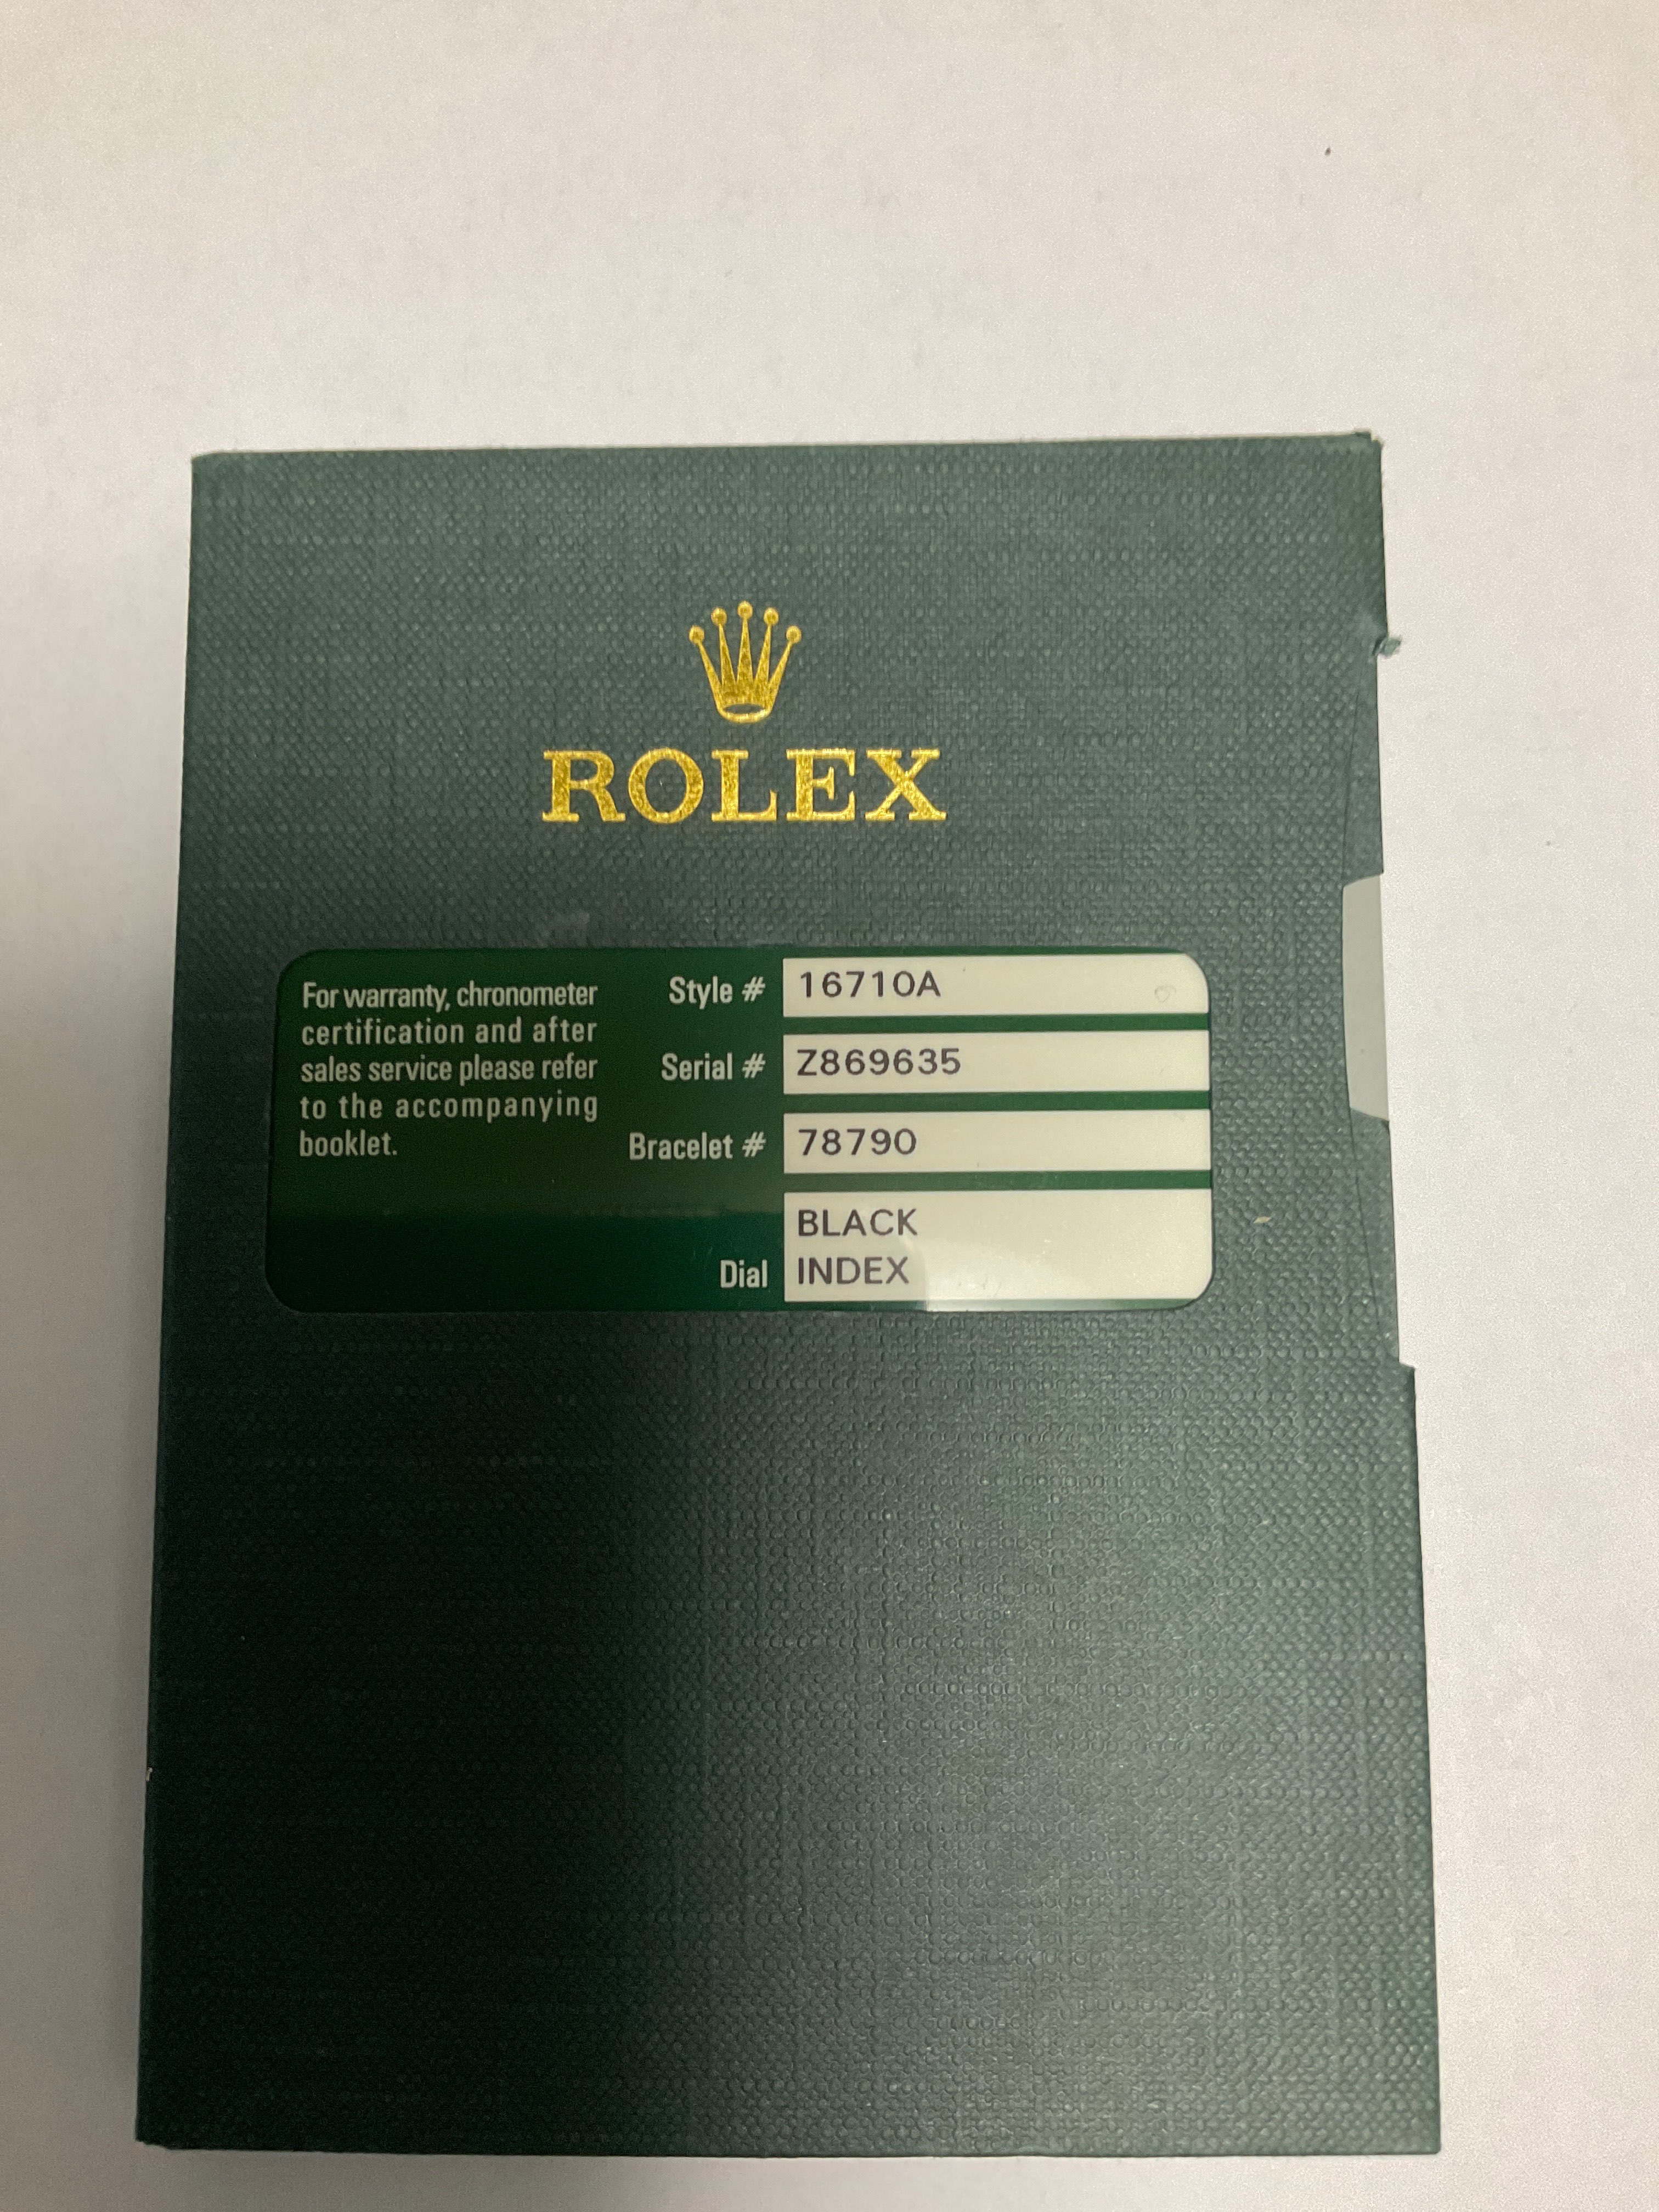 ROLEX
For warranty, chronometer
certification and after
sales service please refer
to the accompanying
booklet.
Style # 16710A
Serial # Z869635
Bracelet # 78790
BLACK
Dial INDEX